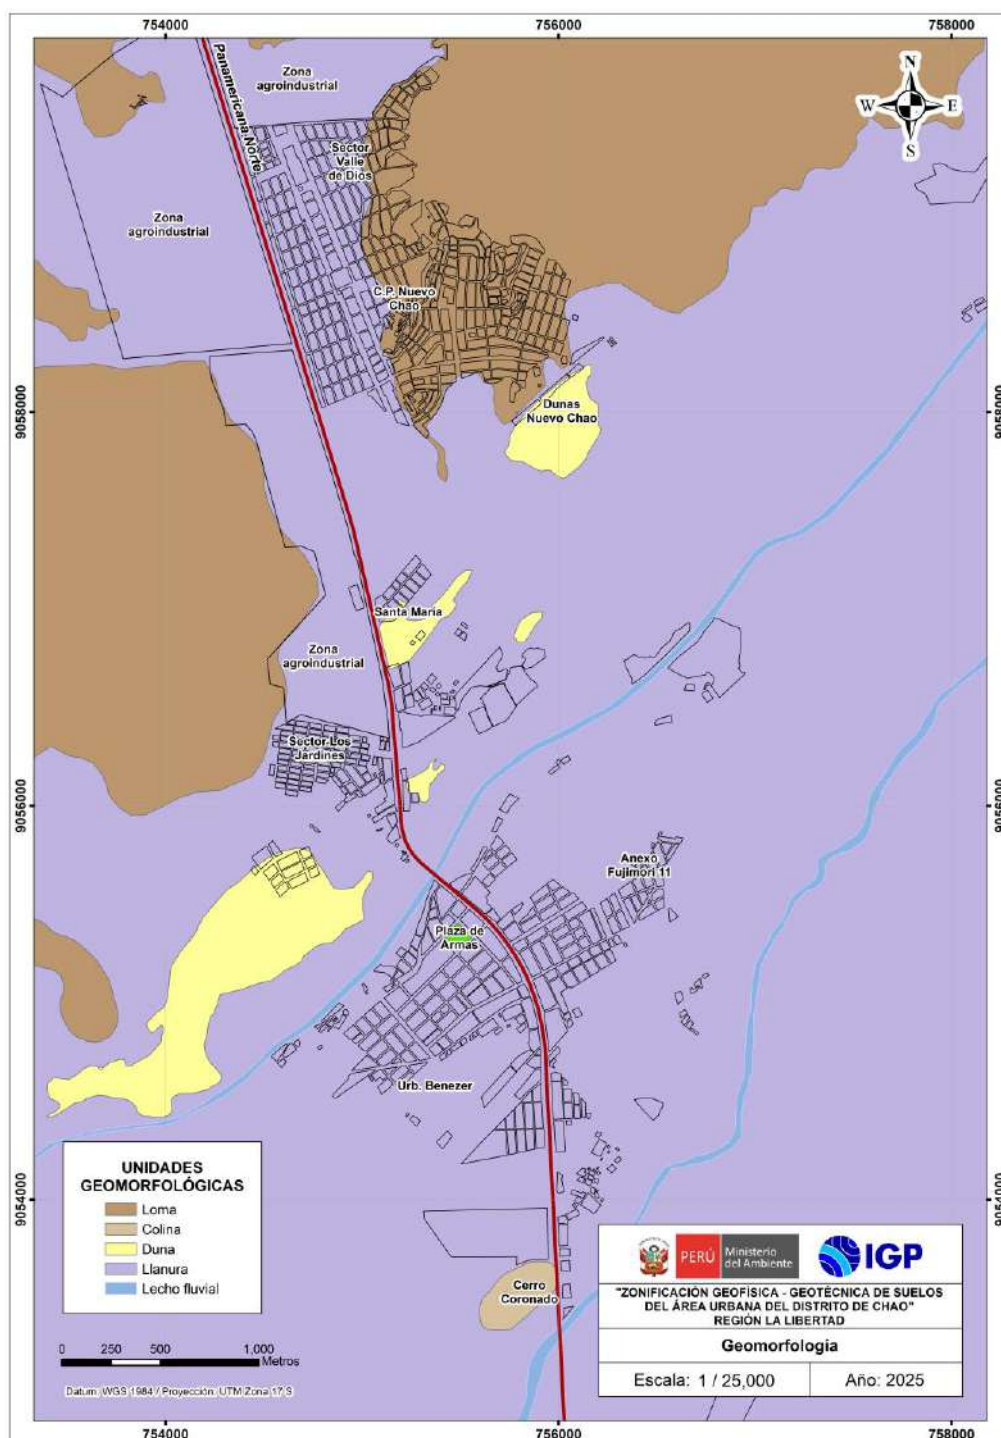 754000
756000
758000
Panamericana Norte
Zona
agroindustrial
N
W
E
S
Sector
Valle
de Dios
Zona
agroindustrial
C.P. Nuevo
Chao
9058000
9058000
Dunas
Nuevo Chao
Santa María
Zona
agroindustrial
Sector Los
Jardines
9056000
9056000
Anexo
Fujimori 11
Plaza de
Armas
Urb. Benezer
9054000
9054000
UNIDADES
GEOMORFOLÓGICAS
Loma
Colina
Duna
Llanura
Lecho fluvial
Cerro
Coronado
0 250 500 1,000
Metros
Datum: WGS 1984 / Proyección: UTM Zona 17 S
PERÚ
Ministerio
del Ambiente
IGP
"ZONIFICACIÓN GEOFÍSICA - GEOTÉCNICA DE SUELOS
DEL ÁREA URBANA DEL DISTRITO DE CHAO"
REGIÓN LA LIBERTAD
Geomorfología
Escala: 1 / 25,000
Año: 2025
754000
756000
758000